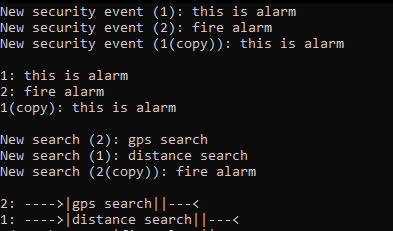 New security event (1): this is alarm
New security event (2): fire alarm
New security event (1(copy)): this is alarm
1: this is alarm
2: fire alarm
1(copy): this is alarm
New search (2): gps search
New search (1): distance search
New search (2(copy)): fire alarm
2: ---->|gps search||---<
1: ---->|distance search||---<